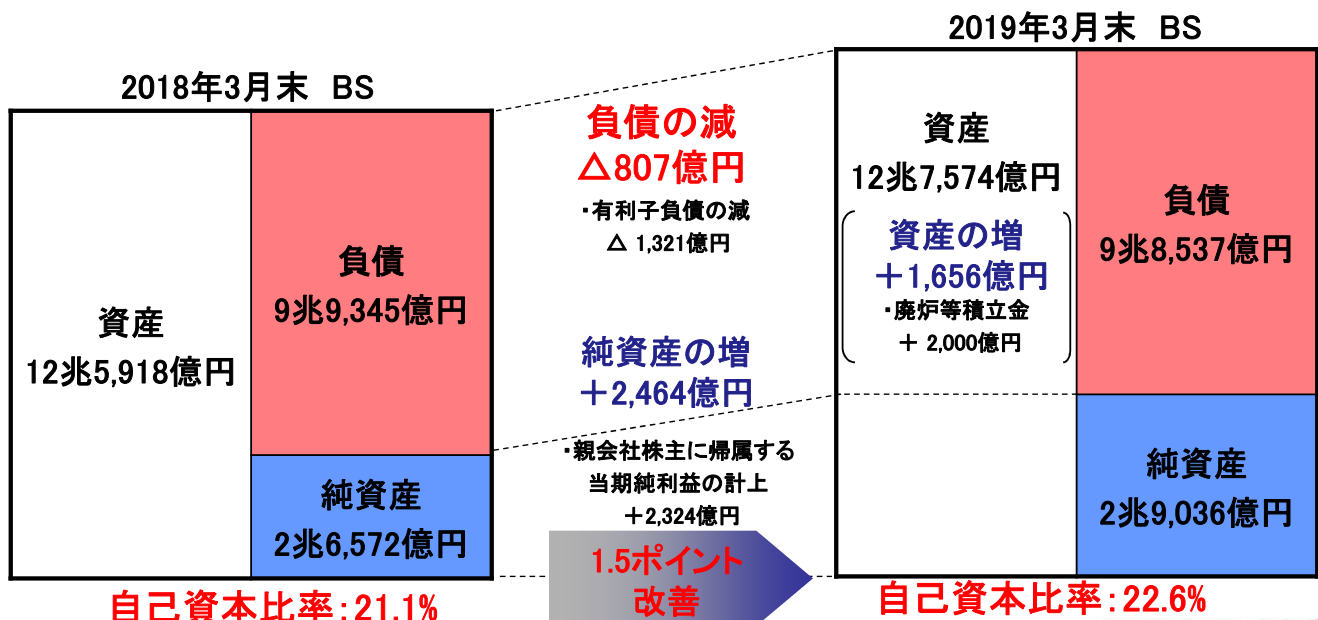 2018年3月末 BS
資産
12兆5,918億円
負債
9兆9,345億円
純資産
2兆6,572億円
自己資本比率：21.1%
負債の減
△807億円
・有利子負債の減
△ 1,321億円
純資産の増
＋2,464億円
・親会社株主に帰属する
当期純利益の計上
＋2,324億円
1.5ポイント
改善
2019年3月末 BS
資産
12兆7,574億円
資産の増
＋1,656億円
・廃炉等積立金
＋ 2,000億円
負債
9兆8,537億円
純資産
2兆9,036億円
自己資本比率：22.6%